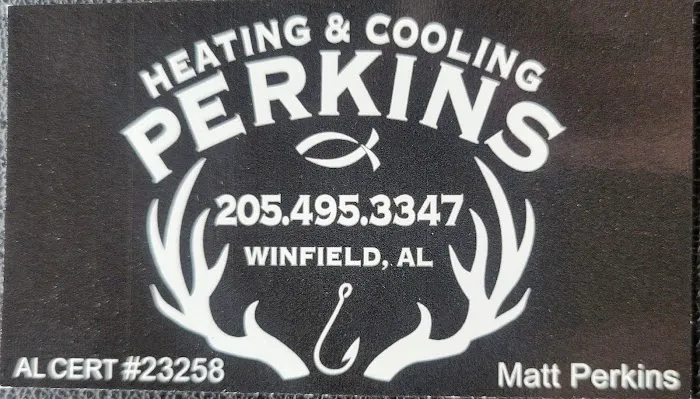 HEATING & COOLING
PERKINS
205.495.3347
WINFIELD, AL
AL CERT #23258
Matt Perkins